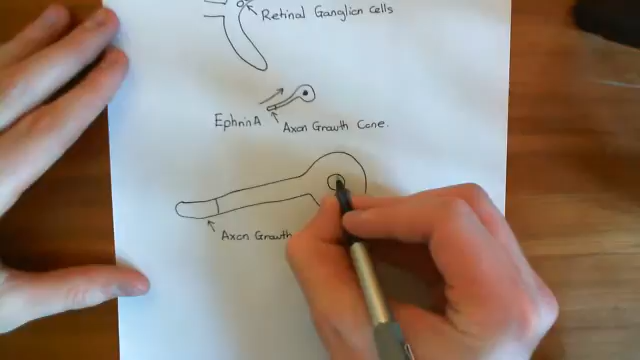 Retinal Ganglion Cells
EphrinA
Axon Growth Cone.
Axon Growth